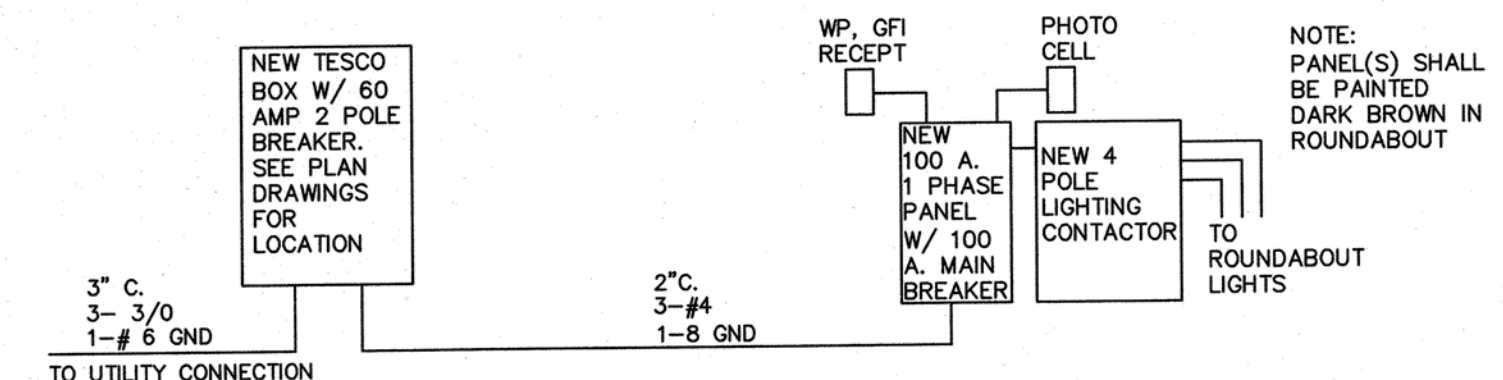 NEW TESCO
BOX W/ 60
AMP 2 POLE
BREAKER.
SEE PLAN
DRAWINGS
FOR
LOCATION
3" C.
3- 3/0
1-# 6 GND
TO UTILITY CONNECTION
2"C.
3-#4
1-8 GND
WP, GFI
RECEPT
PHOTO
CELL
NEW
100 A.
1 PHASE
PANEL
W/ 100
A. MAIN
BREAKER
NEW 4
POLE
LIGHTING
CONTACTOR
TO
ROUNDABOUT
LIGHTS
NOTE:
PANEL(S) SHALL
BE PAINTED
DARK BROWN IN
ROUNDABOUT